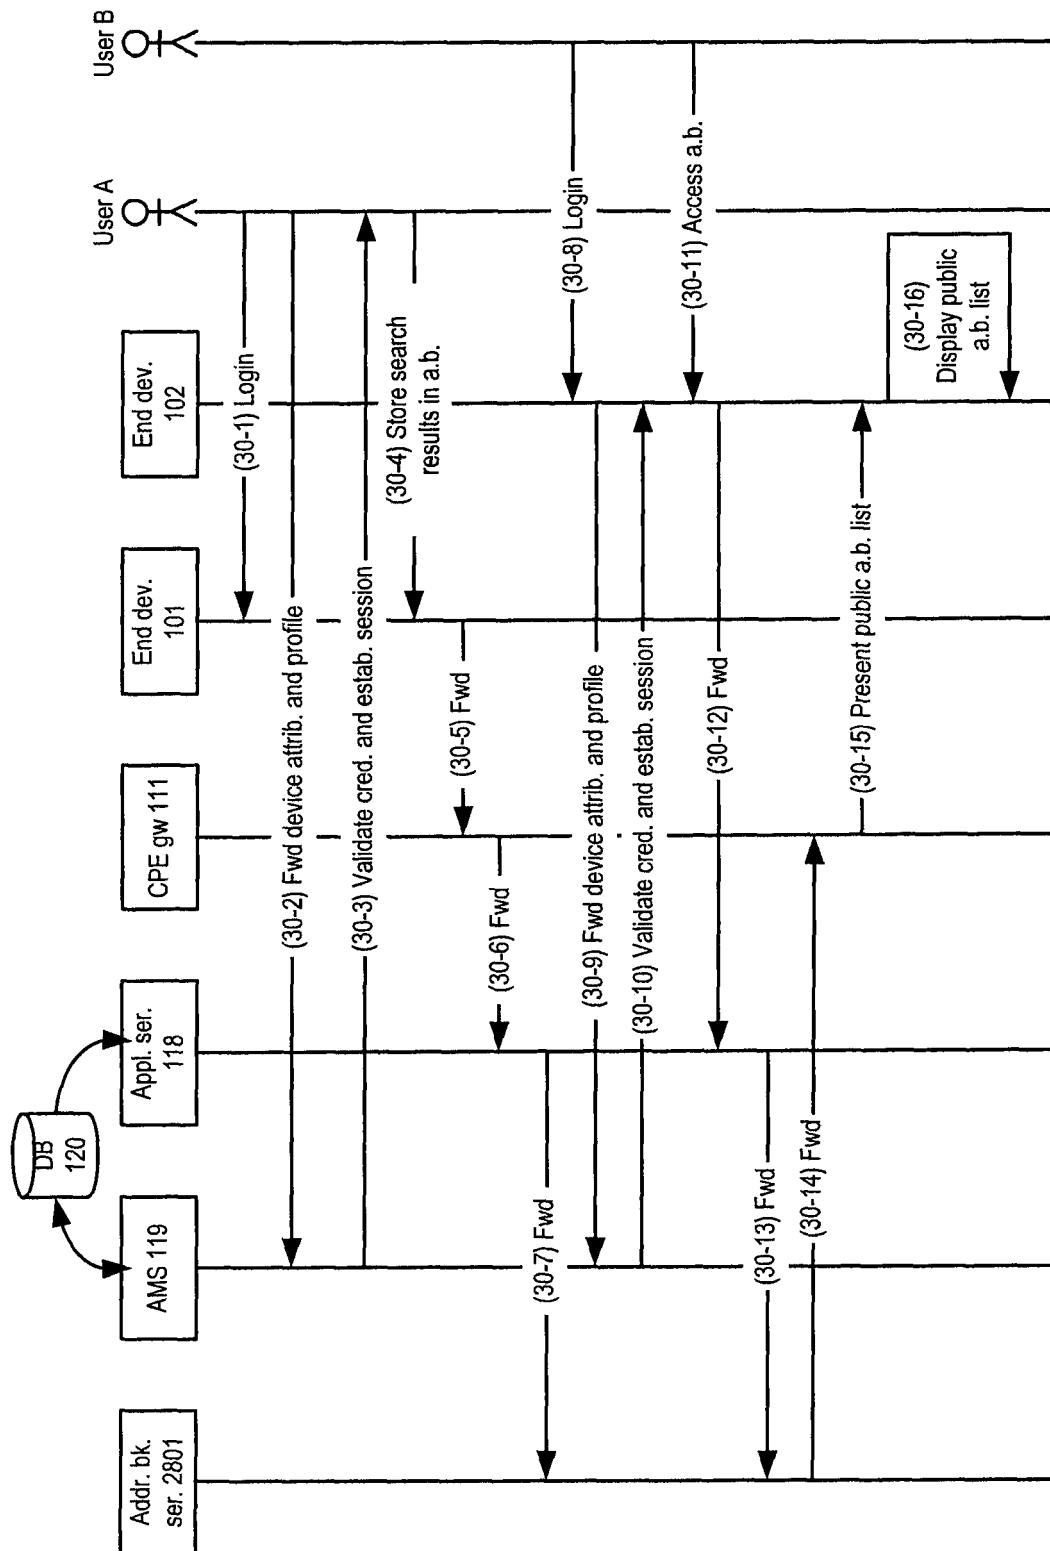 DB
120
Addr. bk.
ser. 2801
AMS 119
Appl. ser.
118
CPE gw 111
End dev.
101
End dev.
102
User A
User B
(30-1) Login
(30-2) Fwd device attrib. and profile
(30-3) Validate cred. and estab. session
(30-4) Store search
results in a.b.
(30-5) Fwd
(30-6) Fwd
(30-7) Fwd
(30-8) Login
(30-9) Fwd device attrib. and profile
(30-10) Validate cred. and estab. session
(30-11) Access a.b.
(30-12) Fwd
(30-13) Fwd
(30-14) Fwd
(30-15) Present public a.b. list
(30-16)
Display public
a.b. list